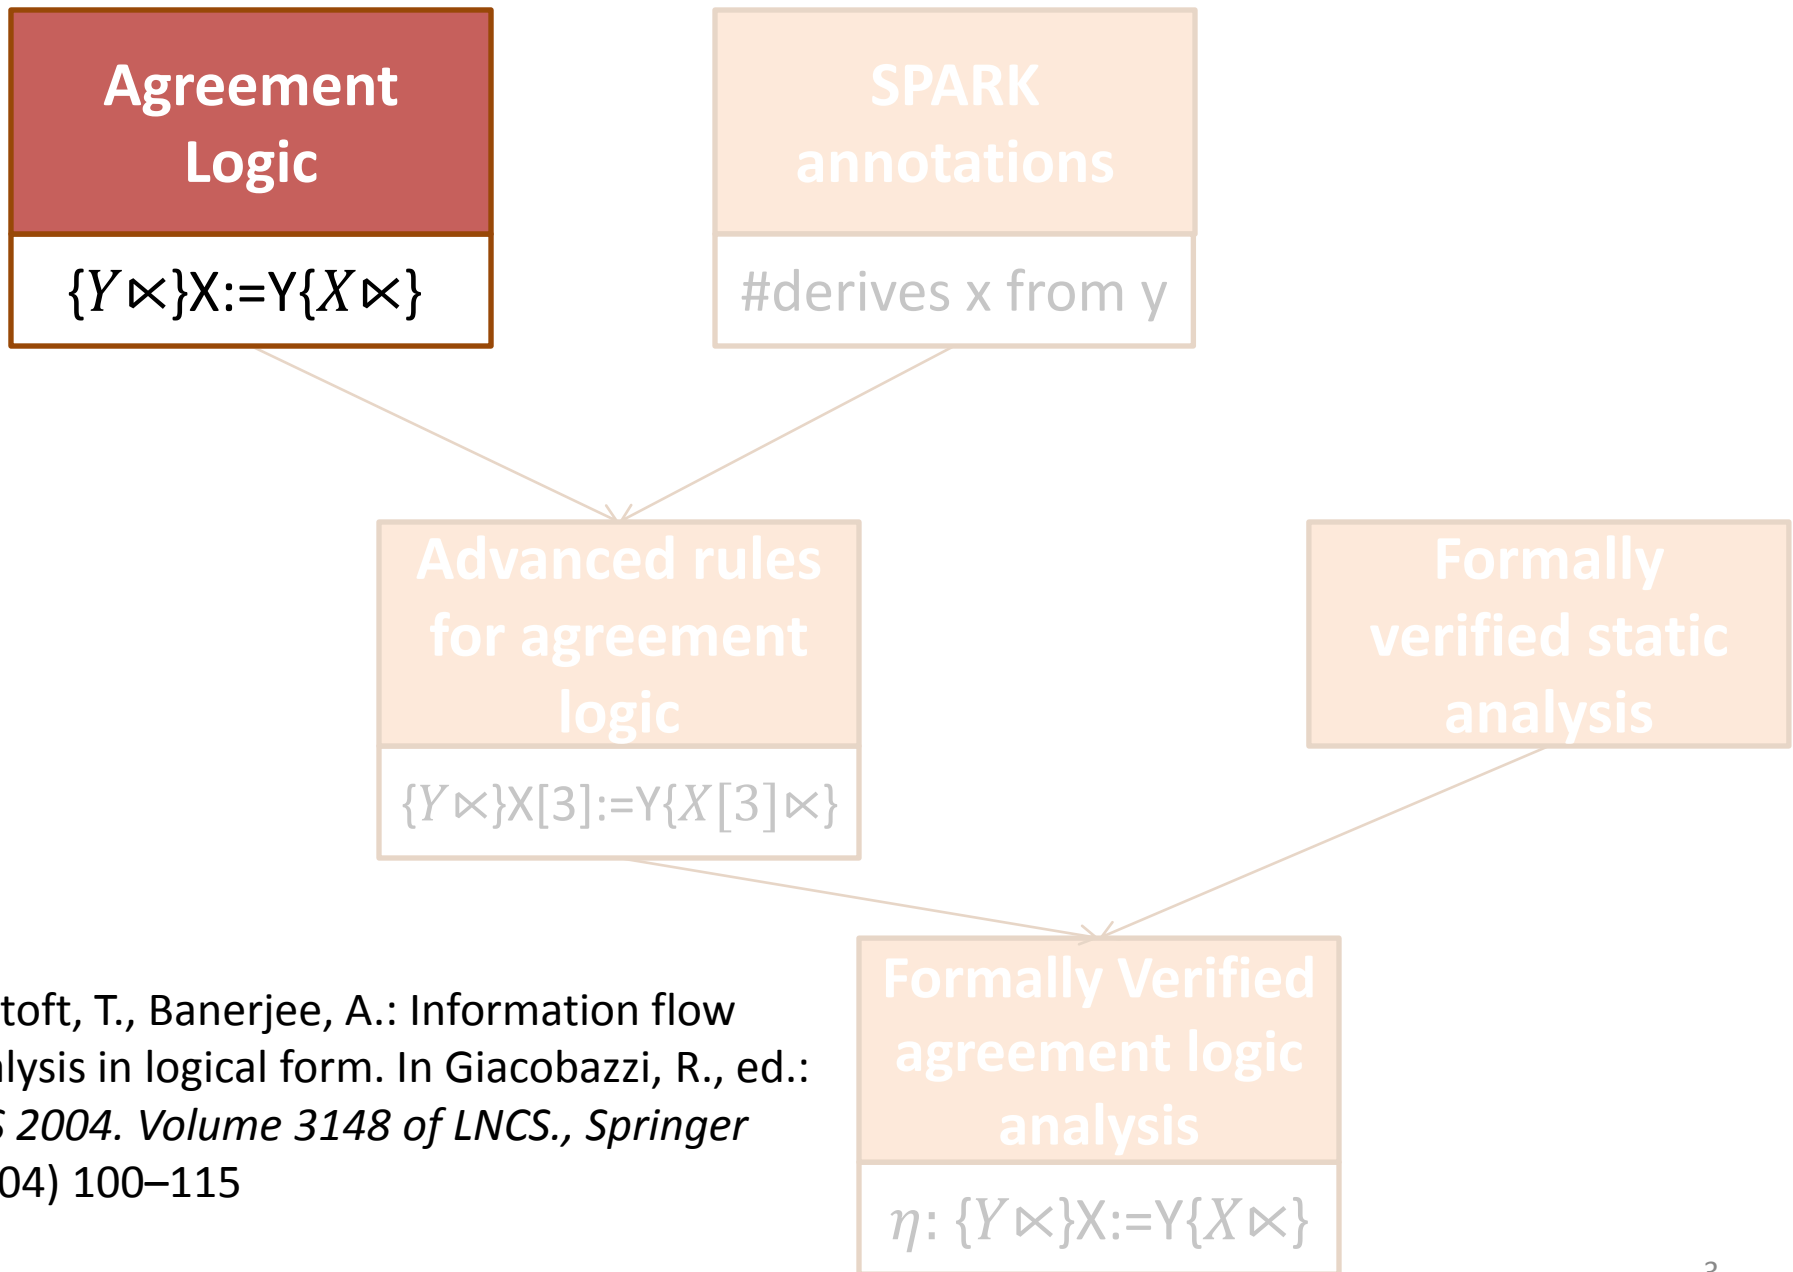 Agreement
Logic
{Y⋉}X:=Y{X⋉}
SPARK
annotations
#derives x from y
Advanced rules
for agreement
logic
{Y⋉}X[3]:=Y{X[3]⋉}
Formally
verified static
analysis
toft, T., Banerjee, A.: Information flow
alysis in logical form. In Giacobazzi, R., ed.:
S 2004. Volume 3148 of LNCS., Springer
04) 100–115
Formally Verified
agreement logic
analysis
η: {Y⋉}X:=Y{X⋉}